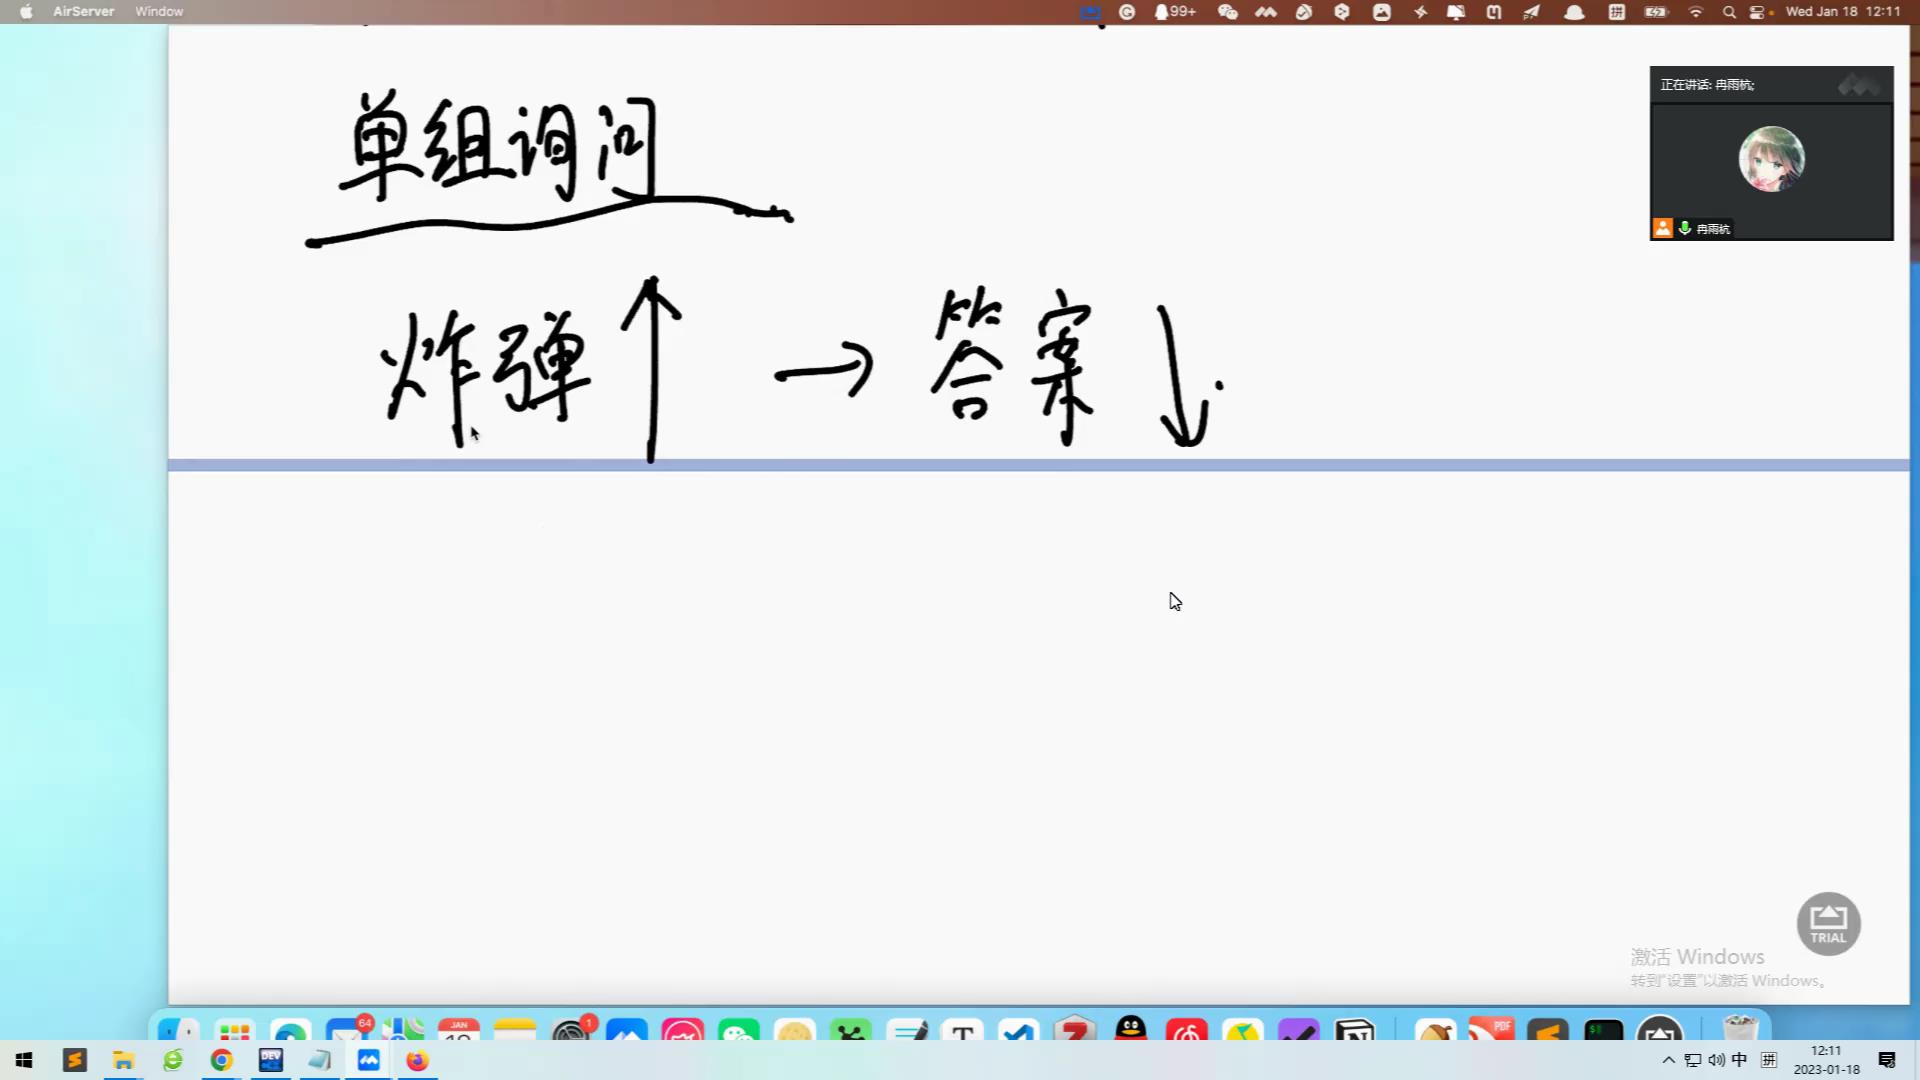 AirServer Window 99+ 拼 Wed Jan 18 12:11
正在讲话: 冉雨杭;
冉雨杭
单组询问
炸弹 ↑ → 答案 ↓.
TRIAL
激活 Windows
转到"设置"以激活 Windows。
64 JAN 1 PDF
DEV
中 拼 12:11
2023-01-18